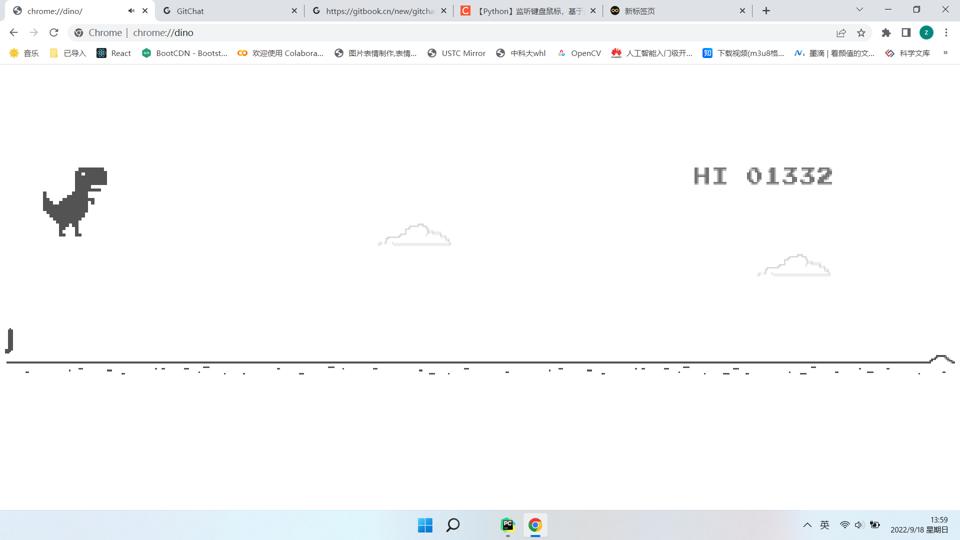 chrome://dino/
GitChat
https://gitbook.cn/new/gitcha
【Python】监听键盘鼠标，基于
新标签页
Chrome | chrome://dino
z
音乐
已导入
React
BootCDN - Bootst...
欢迎使用 Colabora...
图片表情制作,表情...
USTC Mirror
中科大whl
OpenCV
人工智能入门极开...
知
下载视频(m3u8格...
墨滴 | 看颜值的文...
科学文库
»
HI 01332
PC
英
13:59
2022/9/18 星期日